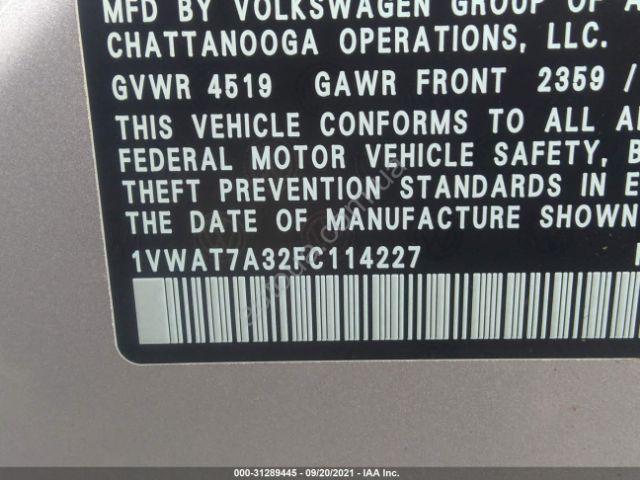 MFD BY VOLKSWAGEN GROUP OF A
CHATTANOOGA OPERATIONS, LLC.
GVWR 4519 GAWR FRONT 2359 /
THIS VEHICLE CONFORMS TO ALL A
FEDERAL MOTOR VEHICLE SAFETY, B
THEFT PREVENTION STANDARDS IN E
THE DATE OF MANUFACTURE SHOWN
1VWAT7A32FC114227
000-31289445 - 09/20/2021 - IAA Inc.